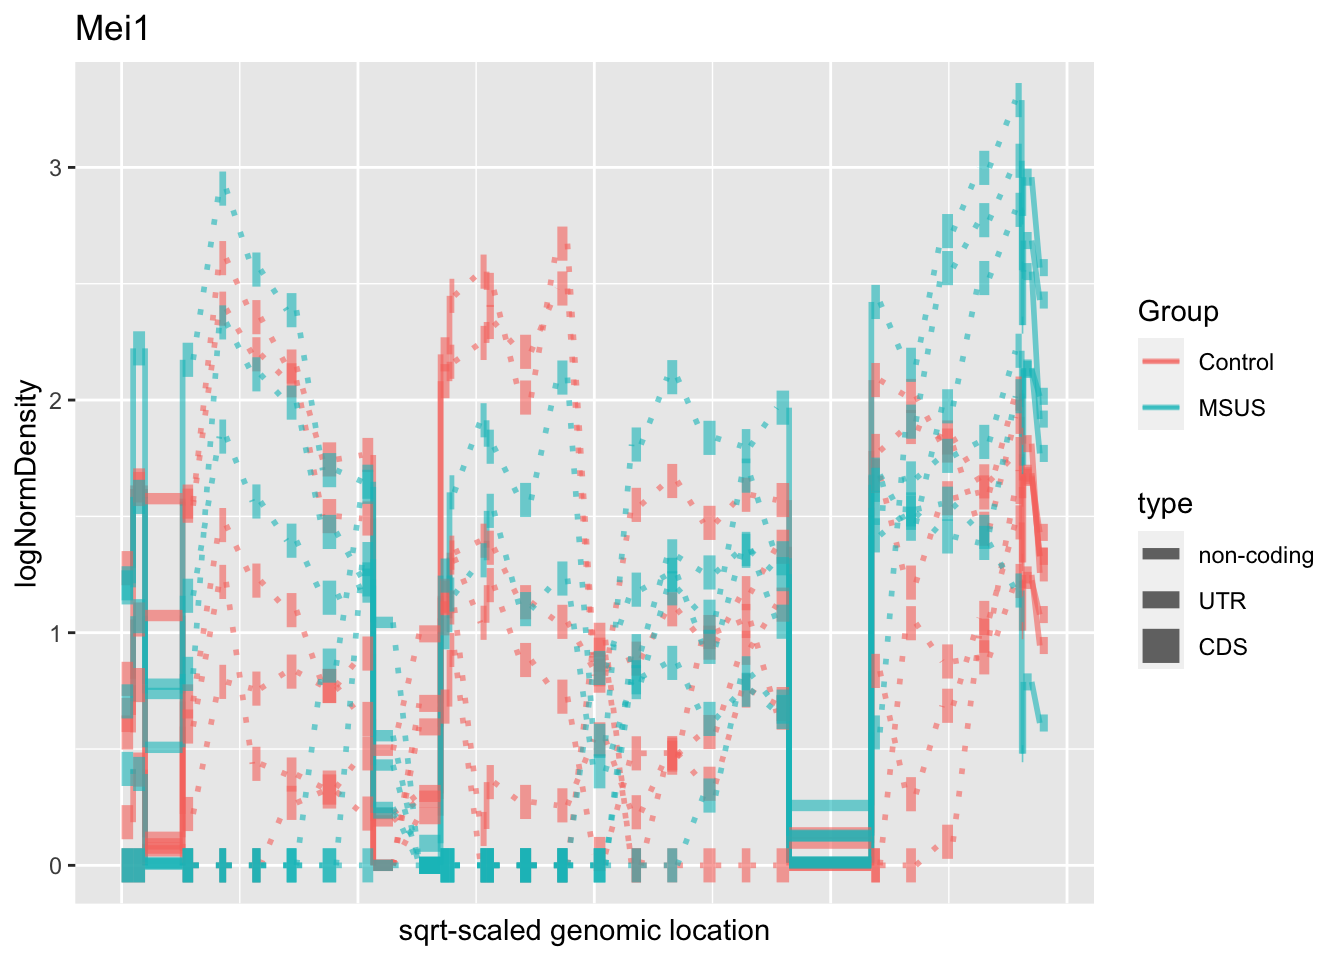 Mei1
logNormDensity
3
2
1
0
sqrt-scaled genomic location
Group
Control
MSUS
type
non-coding
UTR
CDS